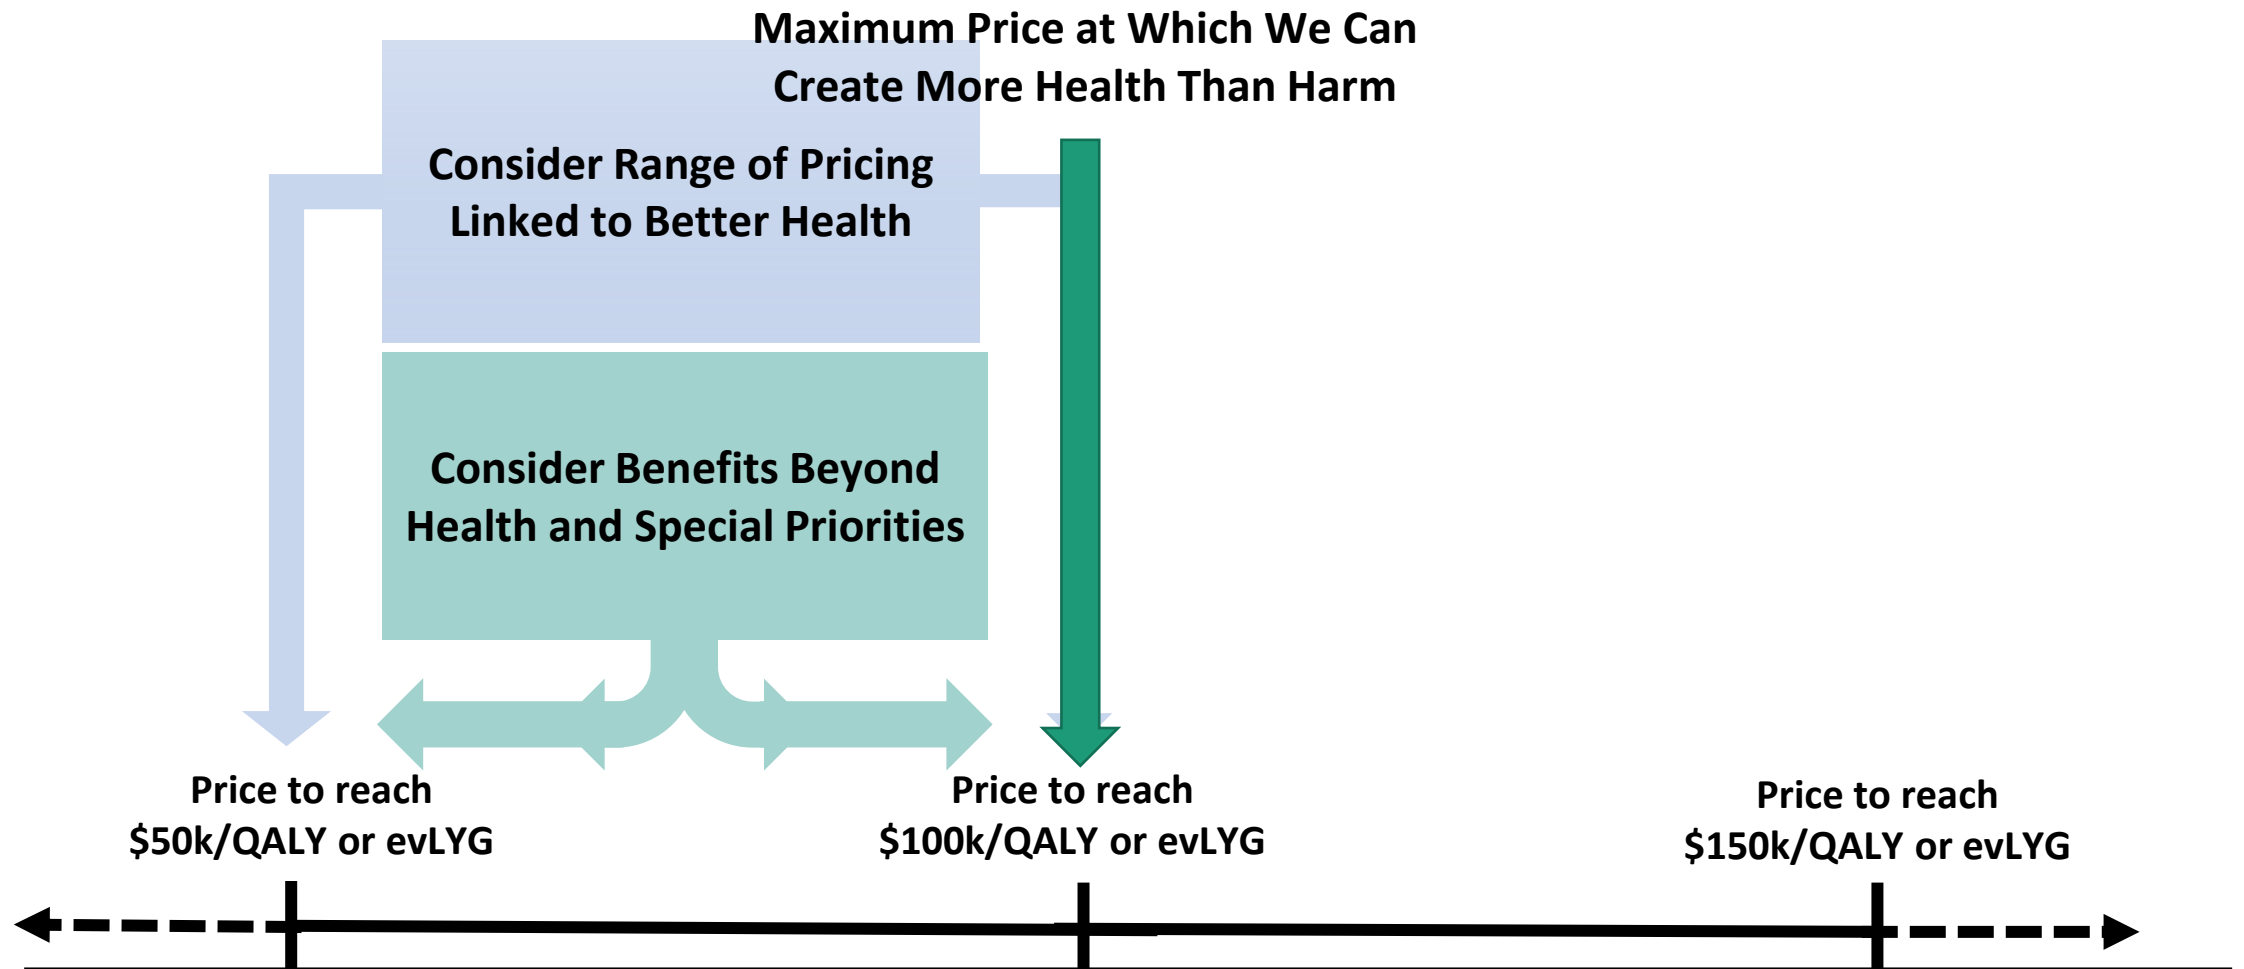 Maximum Price at Which We Can
Create More Health Than Harm
Consider Range of Pricing
Linked to Better Health
Consider Benefits Beyond
Health and Special Priorities
Price to reach
$50k/QALY or evLYG
Price to reach
$100k/QALY or evLYG
Price to reach
$150k/QALY or evLYG